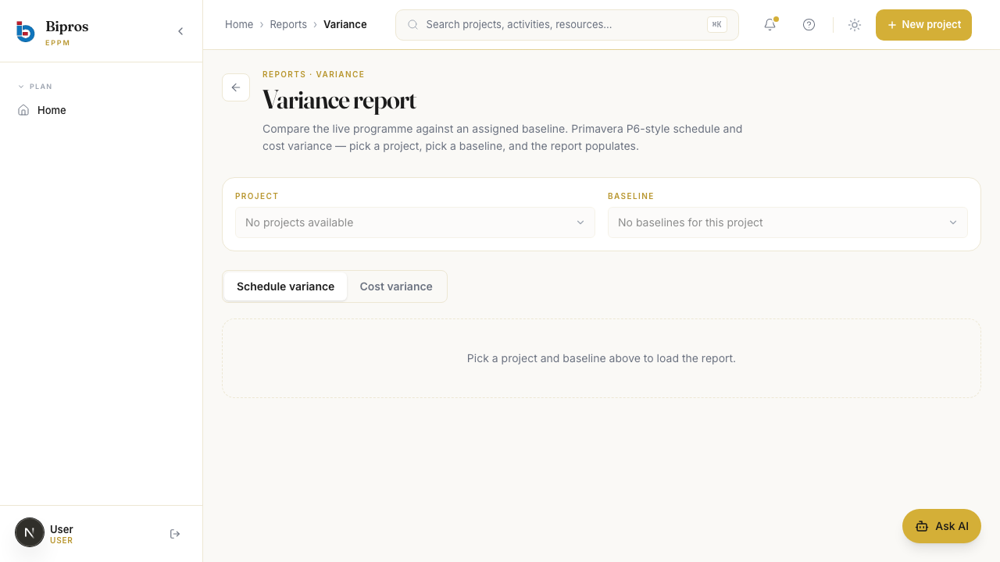 Bipros
EPPM
PLAN
Home
User
USER
N
Home › Reports › Variance
Search projects, activities, resources...
⌘K
New project
REPORTS · VARIANCE
Variance report
Compare the live programme against an assigned baseline. Primavera P6-style schedule and
cost variance — pick a project, pick a baseline, and the report populates.
PROJECT
No projects available
BASELINE
No baselines for this project
Schedule variance
Cost variance
Pick a project and baseline above to load the report.
Ask AI